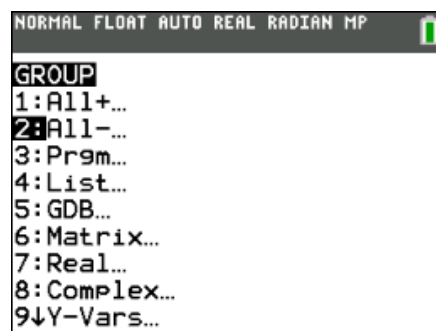 NORMAL FLOAT AUTO REAL RADIAN MP
GROUP
1:All+…
2:All-…
3:Prgm…
4:List…
5:GDB…
6:Matrix…
7:Real…
8:Complex…
9↓Y-Vars…